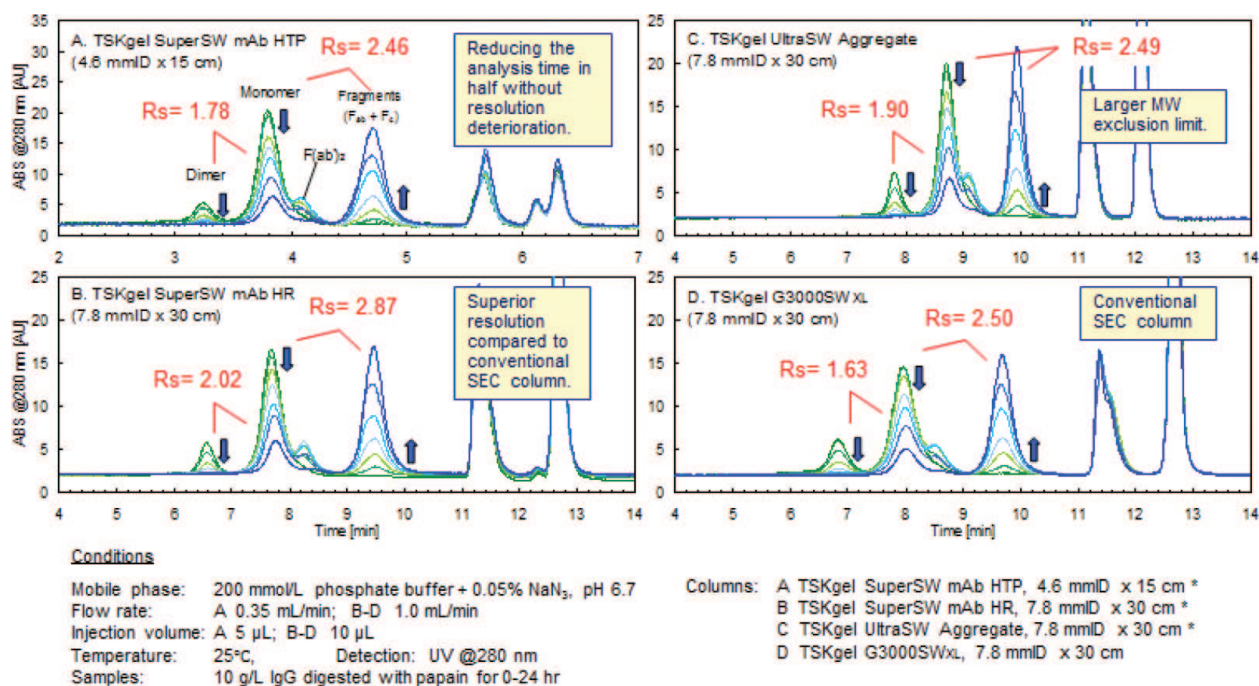 A. TSKgel SuperSW mAb HTP
(4.6 mmID x 15 cm)
Rs= 2.46
Rs= 1.78
Monomer
Fragments
(Fab + Fc)
Dimer
F(ab')2
Reducing the
analysis time in
half without
resolution
deterioration.
ABS @280 nm [AU]
35
30
25
20
15
10
5
0
2 3 4 5 6 7
C. TSKgel UltraSW Aggregate
(7.8 mmID x 30 cm)
Rs= 2.49
Rs= 1.90
Larger MW
exclusion limit.
25
20
15
10
5
0
4 5 6 7 8 9 10 11 12 13 14
B. TSKgel SuperSW mAb HR
(7.8 mmID x 30 cm)
Rs= 2.87
Rs= 2.02
Superior
resolution
compared to
conventional
SEC column.
ABS @280 nm [AU]
25
20
15
10
5
0
4 5 6 7 8 9 10 11 12 13 14
Time [min]
D. TSKgel G3000SWXL
(7.8 mmID x 30 cm)
Rs= 2.50
Rs= 1.63
Conventional
SEC column
25
20
15
10
5
0
4 5 6 7 8 9 10 11 12 13 14
Time [min]
Conditions
Mobile phase: 200 mmol/L phosphate buffer + 0.05% NaN3, pH 6.7
Flow rate: A 0.35 mL/min; B-D 1.0 mL/min
Injection volume: A 5 µL; B-D 10 µL
Temperature: 25°C, Detection: UV @280 nm
Samples: 10 g/L IgG digested with papain for 0-24 hr
Columns: A TSKgel SuperSW mAb HTP, 4.6 mmID x 15 cm *
B TSKgel SuperSW mAb HR, 7.8 mmID x 30 cm *
C TSKgel UltraSW Aggregate, 7.8 mmID x 30 cm *
D TSKgel G3000SWXL, 7.8 mmID x 30 cm